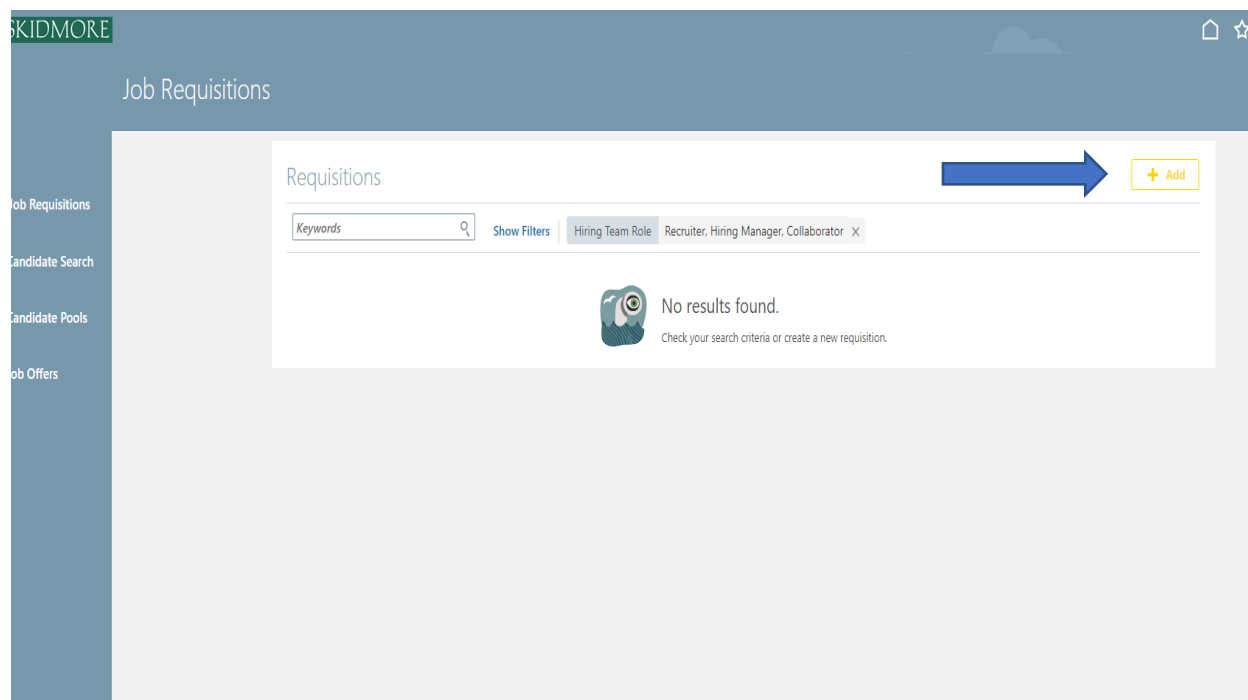 SKIDMORE
Job Requisitions
Job Requisitions
Candidate Search
Candidate Pools
Job Offers
Requisitions
+ Add
Keywords
Show Filters
Hiring Team Role Recruiter, Hiring Manager, Collaborator X
No results found.
Check your search criteria or create a new requisition.